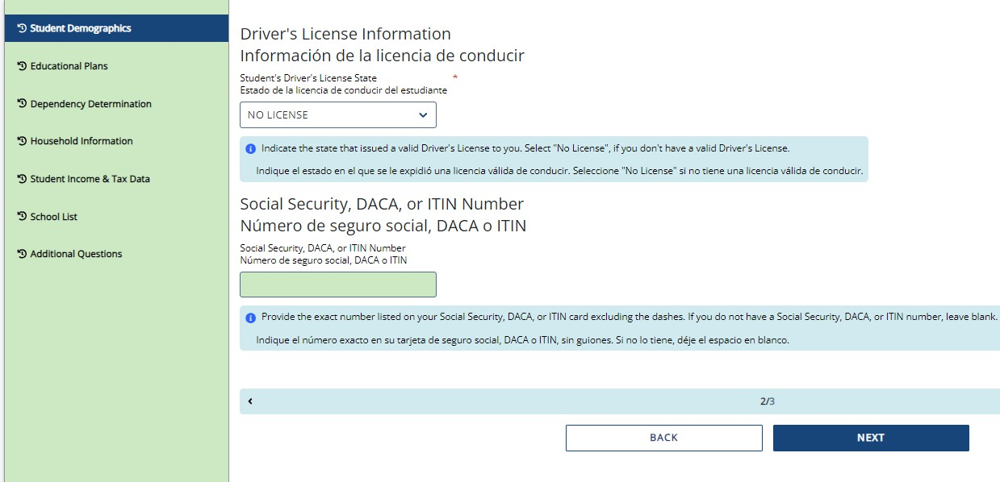 Student Demographics
Educational Plans
Dependency Determination
Household Information
Student Income & Tax Data
School List
Additional Questions
Driver's License Information
Información de la licencia de conducir
Student's Driver's License State *
Estado de la licencia de conducir del estudiante
NO LICENSE
Indicate the state that issued a valid Driver's License to you. Select "No License", if you don't have a valid Driver's License.
Indique el estado en el que se le expidió una licencia válida de conducir. Seleccione "No License" si no tiene una licencia válida de conducir.
Social Security, DACA, or ITIN Number
Número de seguro social, DACA o ITIN
Social Security, DACA, or ITIN Number
Número de seguro social, DACA o ITIN
Provide the exact number listed on your Social Security, DACA, or ITIN card excluding the dashes. If you do not have a Social Security, DACA, or ITIN number, leave blank.
Indique el número exacto en su tarjeta de seguro social, DACA o ITIN, sin guiones. Si no lo tiene, déje el espacio en blanco.
2/3
BACK
NEXT